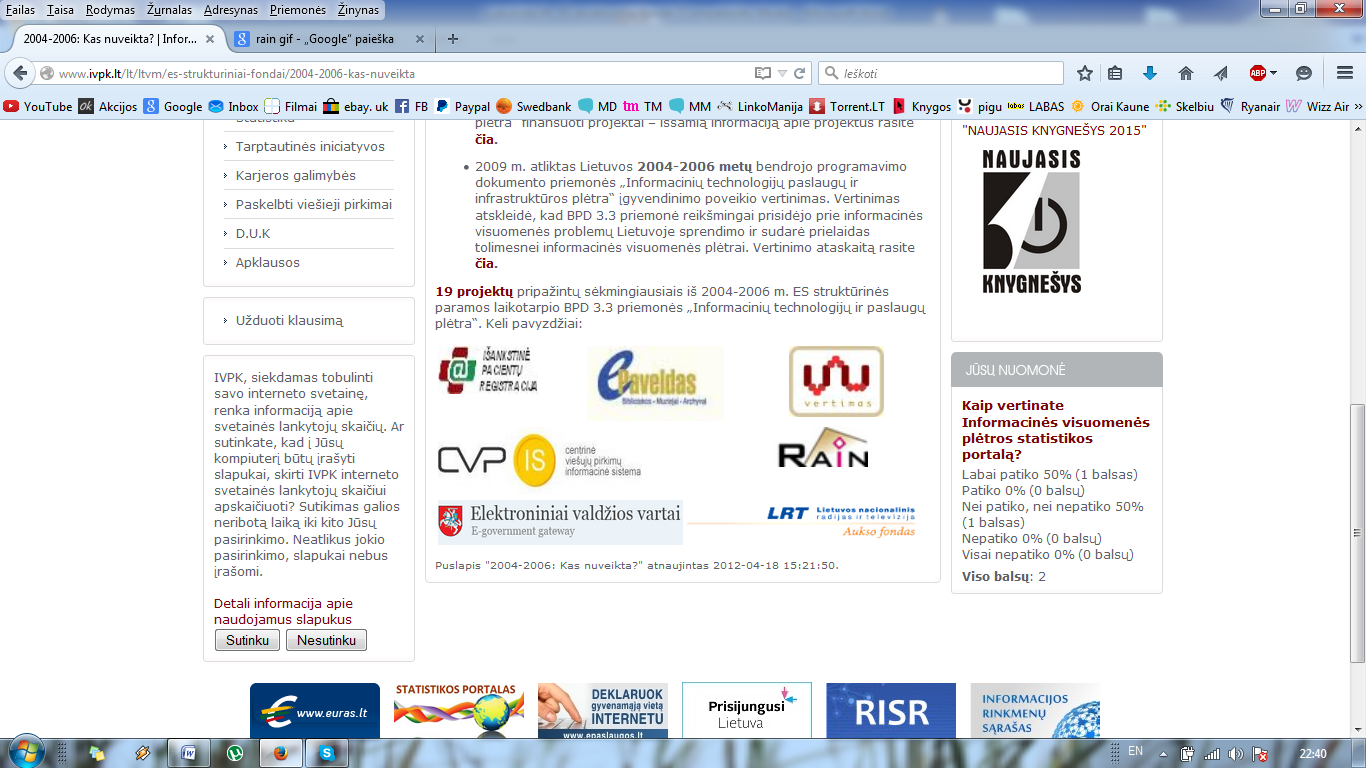 Failas Taisa Rodymas Žurnalas Adresynas Priemonės Žinynas
2004-2006: Kas nuveikta? | Infor... × rain gif - „Google“ paieška × +
www.ivpk.lt/lt/ltvm/es-strukturiniai-fondai/2004-2006-kas-nuveikta
Ieškoti
ABP
YouTube Akcijos Google Inbox Filmai ebay. uk FB Paypal Swedbank MD TM MM LinkoManija Torrent.LT Knygos pigu LABAS Orai Kaune Skelbiu Ryanair Wizz Air »
Statistika
Tarptautinės iniciatyvos
Karjeros galimybės
Paskelbti viešieji pirkimai
D.U.K
Apklausos
Užduoti klausimą
IVPK, siekdamas tobulinti
savo interneto svetainę,
renka informaciją apie
svetainės lankytojų skaičių. Ar
sutinkate, kad į Jūsų
kompiuterį būtų įrašyti
slapukai, skirti IVPK interneto
svetainės lankytojų skaičiui
apskaičiuoti? Sutikimas galios
neribotą laiką iki kito Jūsų
pasirinkimo. Neatlikus jokio
pasirinkimo, slapukai nebus
įrašomi.
Detali informacija apie
naudojamus slapukus
Sutinku Nesutinku
plėtra“ finansuoti projektai – išsamią informaciją apie projektus rasite
čia.
2009 m. atliktas Lietuvos 2004-2006 metų bendrojo programavimo
dokumento priemonės „Informacinių technologijų paslaugų ir
infrastruktūros plėtra“ įgyvendinimo poveikio vertinimas. Vertinimas
atskleidė, kad BPD 3.3 priemonė reikšmingai prisidėjo prie informacinės
visuomenės problemų Lietuvoje sprendimo ir sudarė prielaidas
tolimesnei informacinės visuomenės plėtrai. Vertinimo ataskaitą rasite
čia.
19 projektų pripažintų sėkmingiausiais iš 2004-2006 m. ES struktūrinės
paramos laikotarpio BPD 3.3 priemonės „Informacinių technologijų ir paslaugų
plėtra“. Keli pavyzdžiai:
IŠANKSTINĖ
PACIENTŲ
REGISTRACIJA
ePaveldas
Bibliotekos - Muziejai - Archyvai
vertimas
CVP IS
centrinė
viešųjų pirkimų
informacinė sistema
RAIN
Elektroniniai valdžios vartai
E-government gateway
LRT Lietuvos nacionalinis
radijas ir televizija
Aukso fondas
Puslapis "2004-2006: Kas nuveikta?" atnaujintas 2012-04-18 15:21:50.
"NAUJASIS KNYGNEŠYS 2015"
NAUJASIS
KNYGNEŠYS
JŪSŲ NUOMONĖ
Kaip vertinate
Informacinės visuomenės
plėtros statistikos
portalą?
Labai patiko 50% (1 balsas)
Patiko 0% (0 balsų)
Nei patiko, nei nepatiko 50%
(1 balsas)
Nepatiko 0% (0 balsų)
Visai nepatiko 0% (0 balsų)
Viso balsų: 2
www.euras.lt
STATISTIKOS PORTALAS
DEKLARUOK
gyvenamąją vietą
INTERNETU
www.epaslaugos.lt
Prisijungusi
Lietuva
RISR
INFORMACIJOS
RINKMENŲ
SĄRAŠAS
EN
22:40